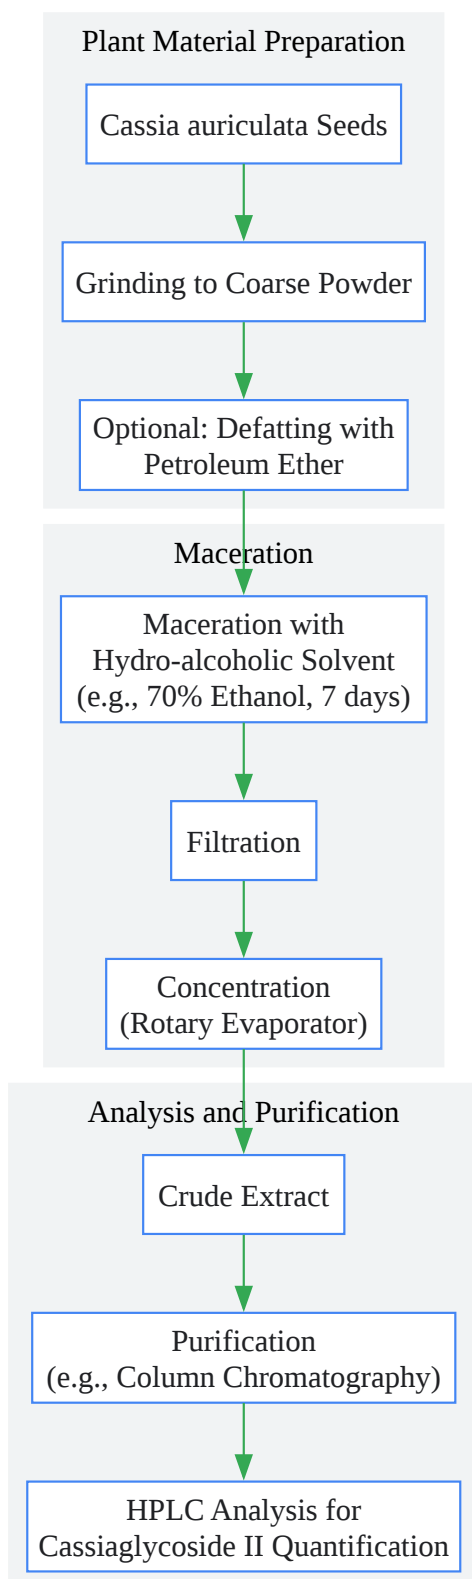 Plant Material Preparation
Cassia auriculata Seeds
Grinding to Coarse Powder
Optional: Defatting with
Petroleum Ether
Maceration
Maceration with
Hydro-alcoholic Solvent
(e.g., 70% Ethanol, 7 days)
Filtration
Concentration
(Rotary Evaporator)
Analysis and Purification
Crude Extract
Purification
(e.g., Column Chromatography)
HPLC Analysis for
Cassiaglycoside II Quantification